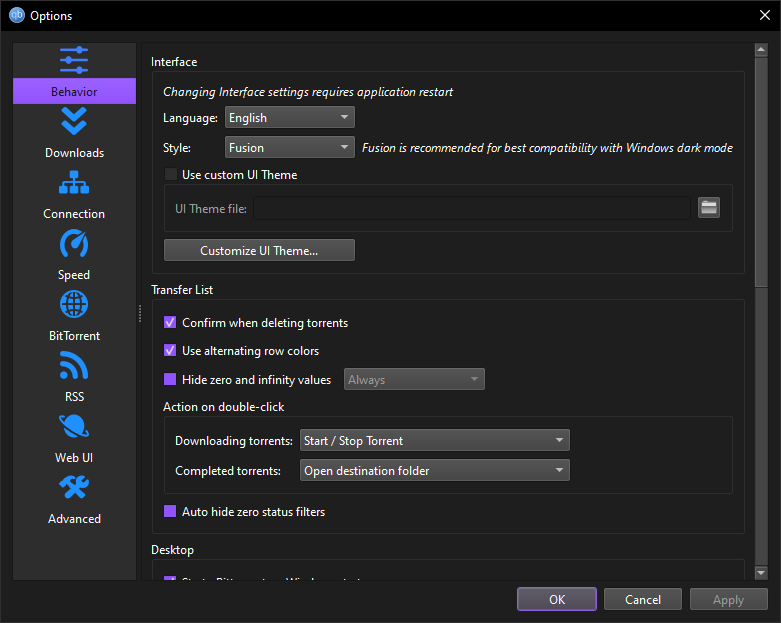 qb Options
Behavior
Downloads
Connection
Speed
BitTorrent
RSS
Web UI
Advanced
Interface
Changing Interface settings requires application restart
Language: English
Style: Fusion Fusion is recommended for best compatibility with Windows dark mode
Use custom UI Theme
UI Theme file:
Customize UI Theme...
Transfer List
Confirm when deleting torrents
Use alternating row colors
Hide zero and infinity values Always
Action on double-click
Downloading torrents: Start / Stop Torrent
Completed torrents: Open destination folder
Auto hide zero status filters
Desktop
OK Cancel Apply